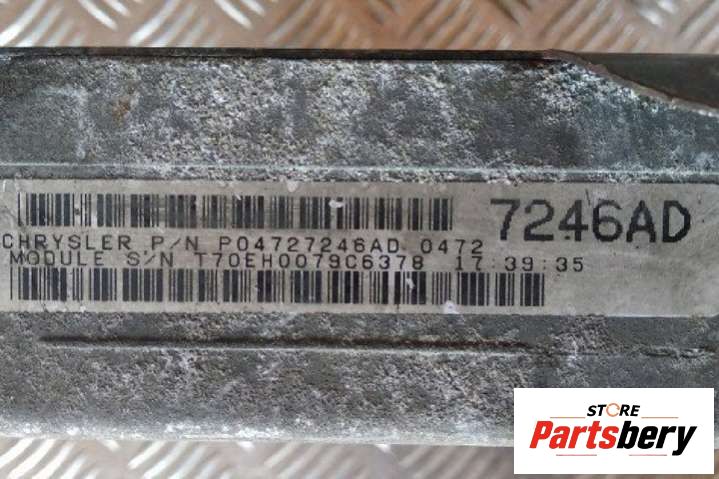 7246AD
CHRYSLER P/N P04727246AD 0472
MODULE S/N T70EH0079C6378 17:39:35
STORE
Partsbery